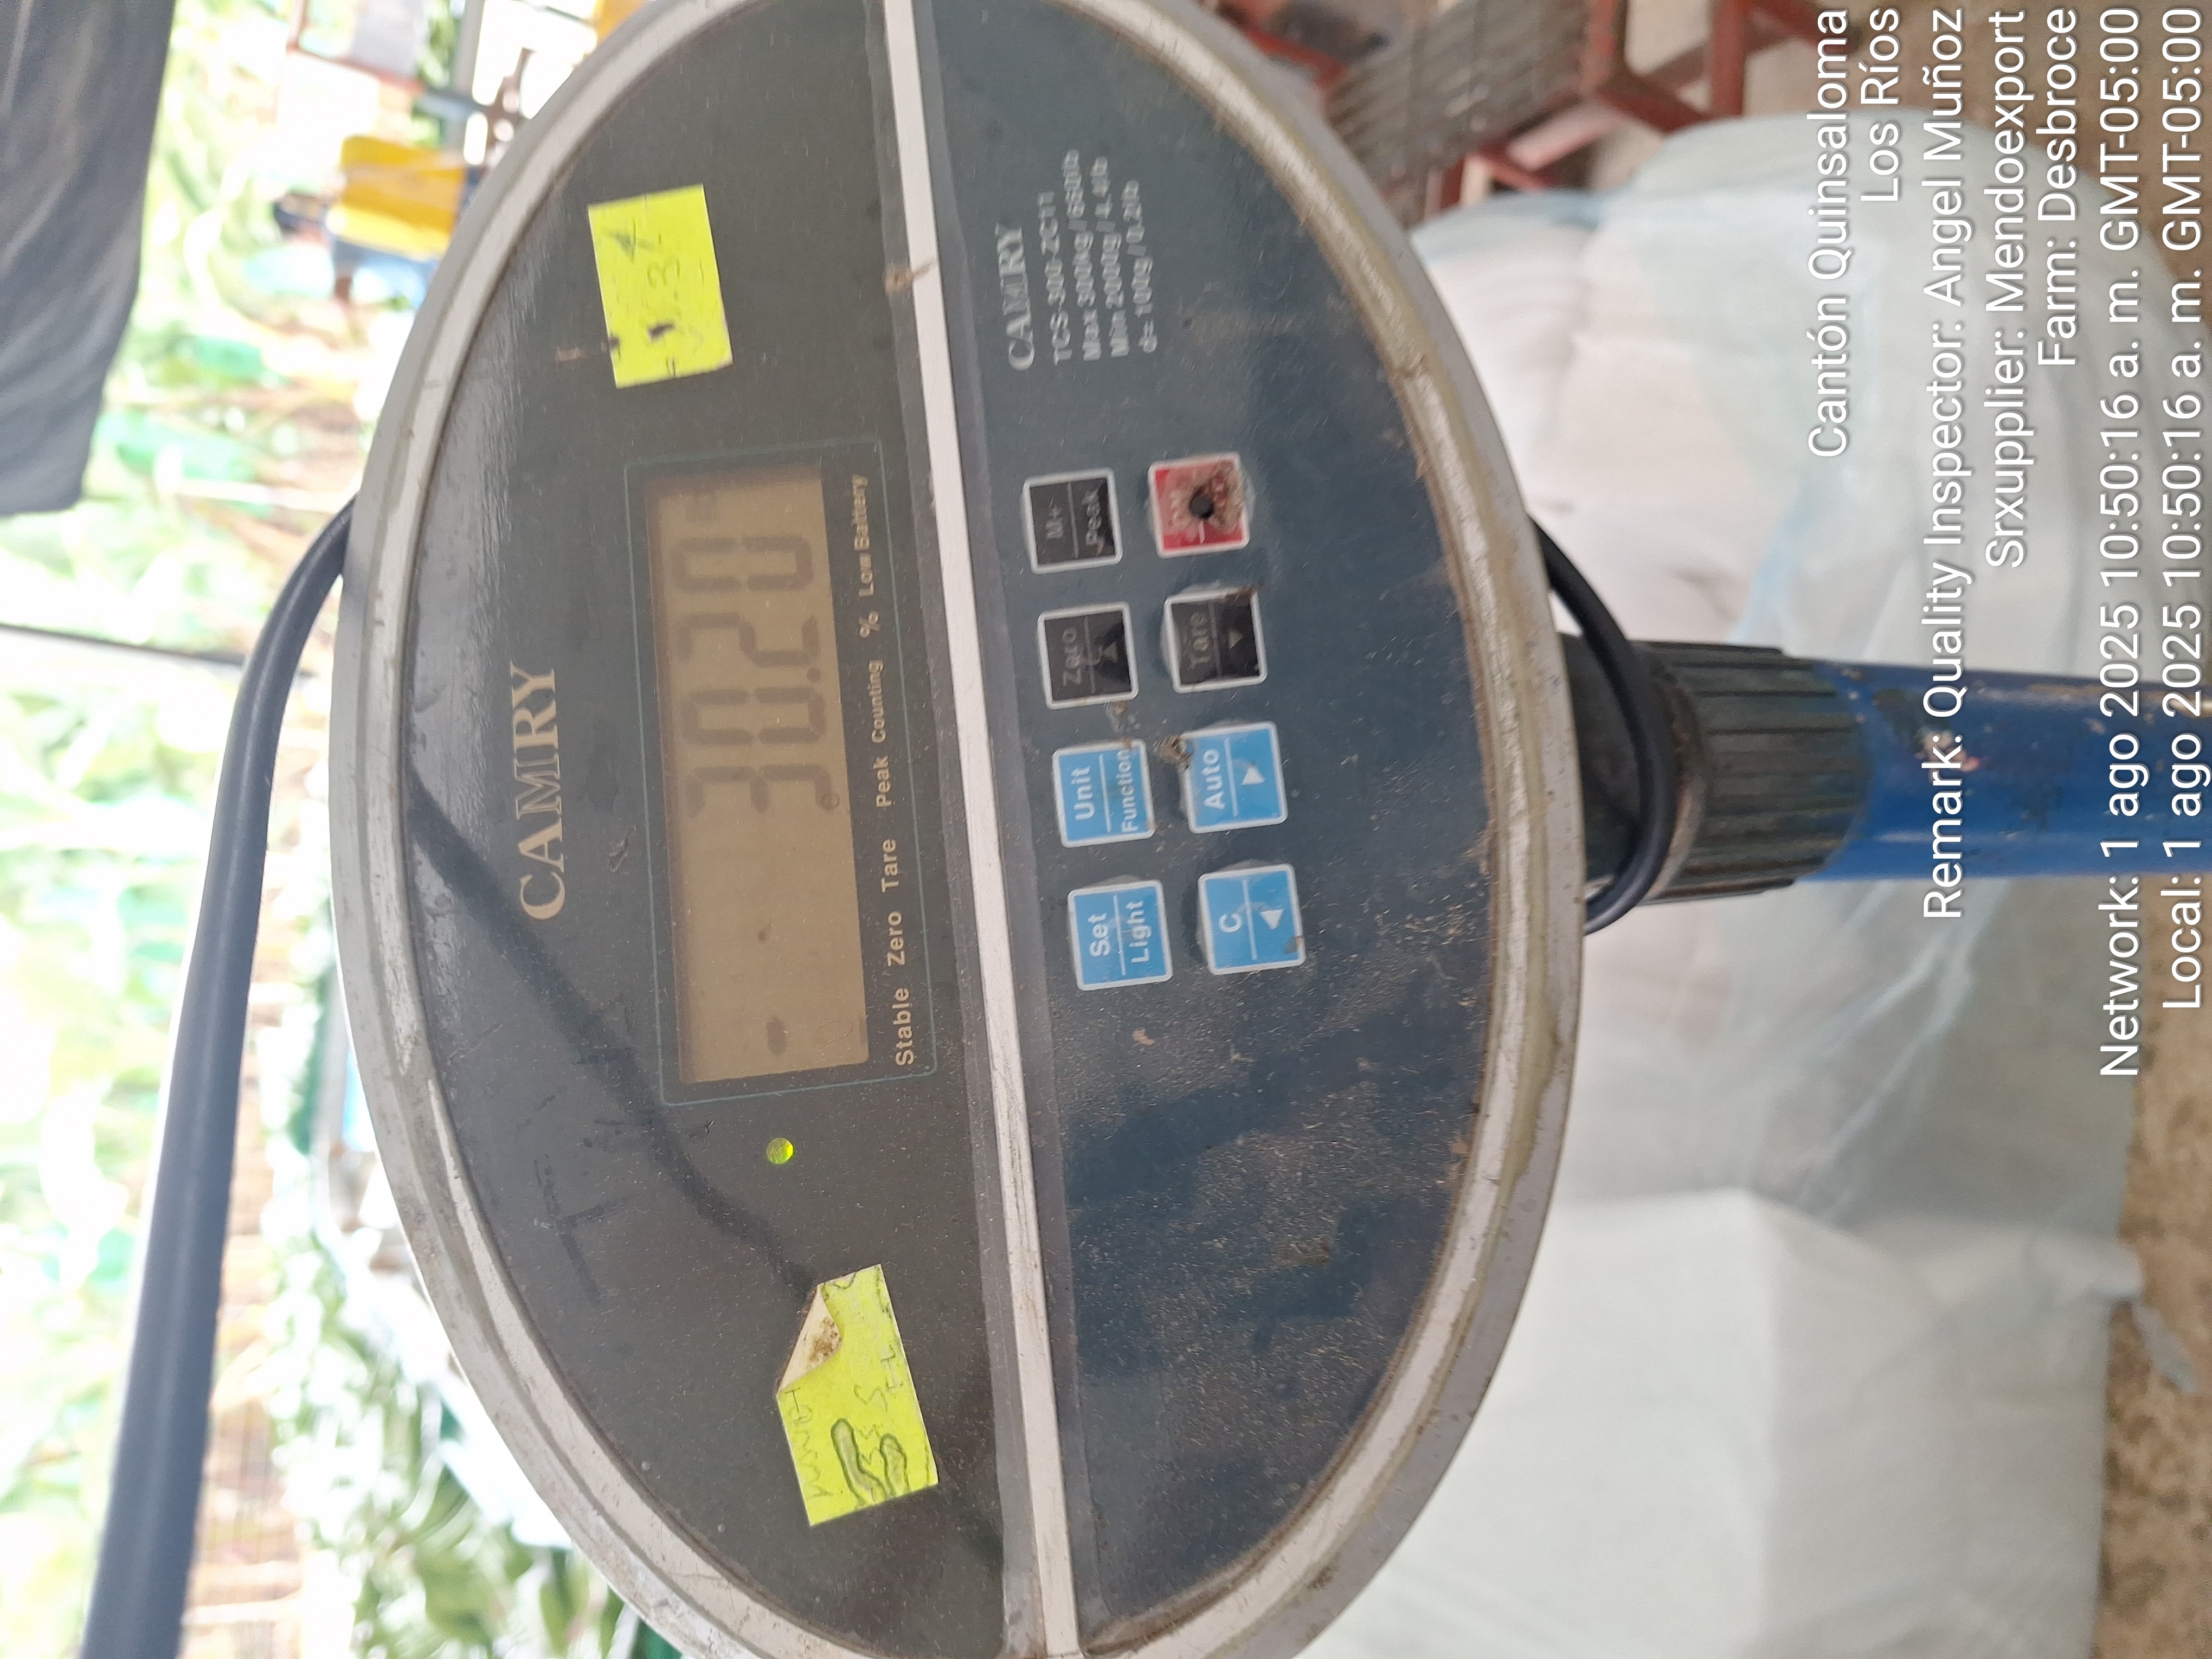 CAMRY
30.20
Stable Zero Tare Peak Counting % Low Battery
CAMRY
TCS-300-ZC11
Max 300kg / 660lb
Min 2000g / 4.4lb
d= 100g / 0.2lb
Set Unit Zero M+
Light Function Peak
C Auto Tare
Cantón Quinsaloma
Los Ríos
Remark: Quality Inspector: Angel Muñoz
Srxupplier: Mendoexport
Farm: Desbroce
Network: 1 ago 2025 10:50:16 a. m. GMT-05:00
Local: 1 ago 2025 10:50:16 a. m. GMT-05:00